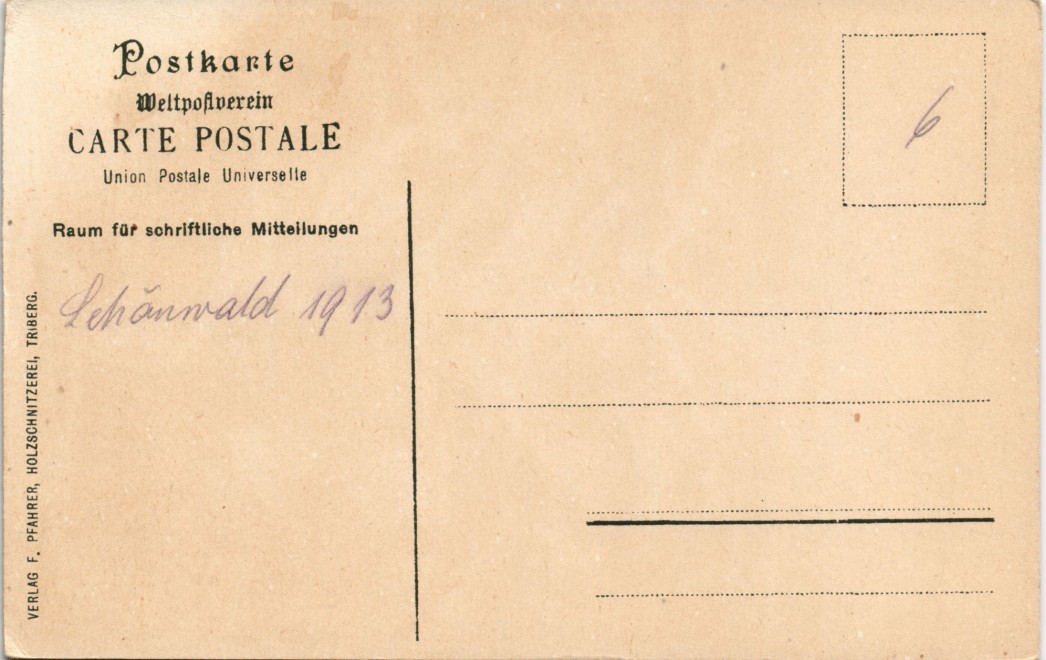 Postkarte
Weltpostverein
CARTE POSTALE
Union Postale Universelle
Raum für schriftliche Mitteilungen
Schönwald 1913
6
VERLAG F. PFAHRER, HOLZSCHNITZEREI, TRIBERG.